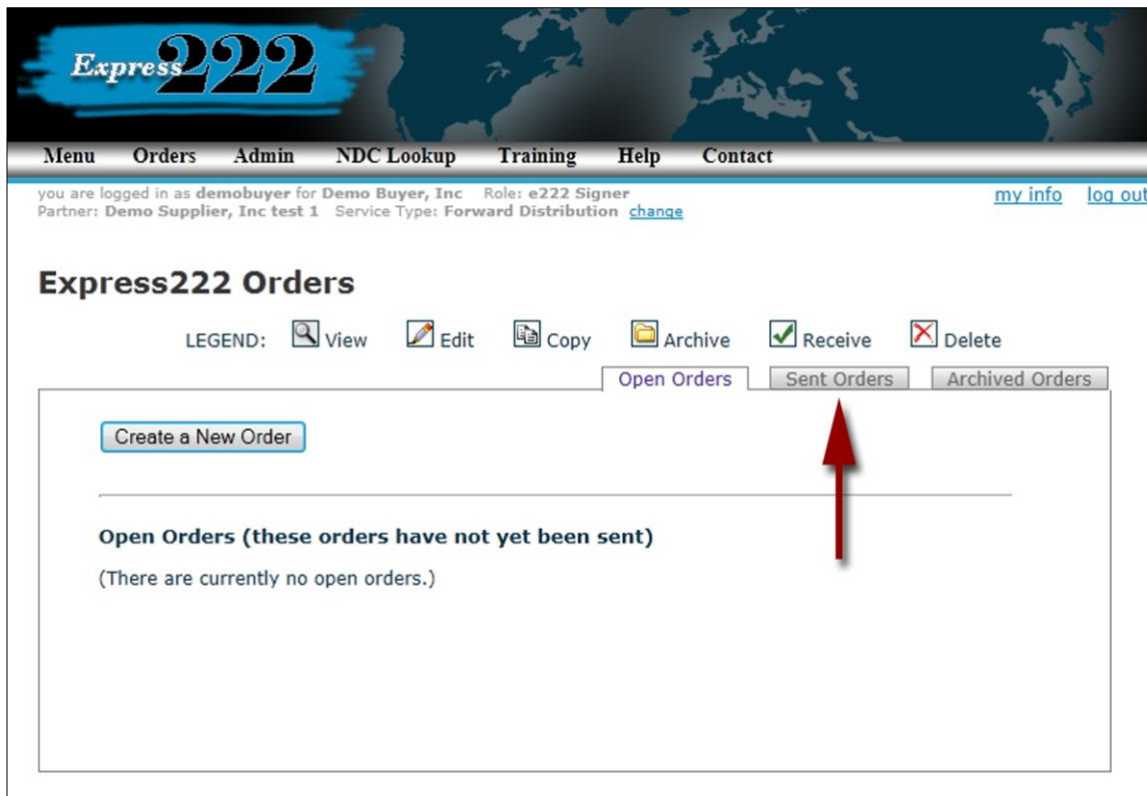 Express222
Menu Orders Admin NDC Lookup Training Help Contact
you are logged in as demobuyer for Demo Buyer, Inc Role: e222 Signer my info log out
Partner: Demo Supplier, Inc test 1 Service Type: Forward Distribution change
Express222 Orders
LEGEND: View Edit Copy Archive Receive Delete
Open Orders Sent Orders Archived Orders
Create a New Order
Open Orders (these orders have not yet been sent)
(There are currently no open orders.)